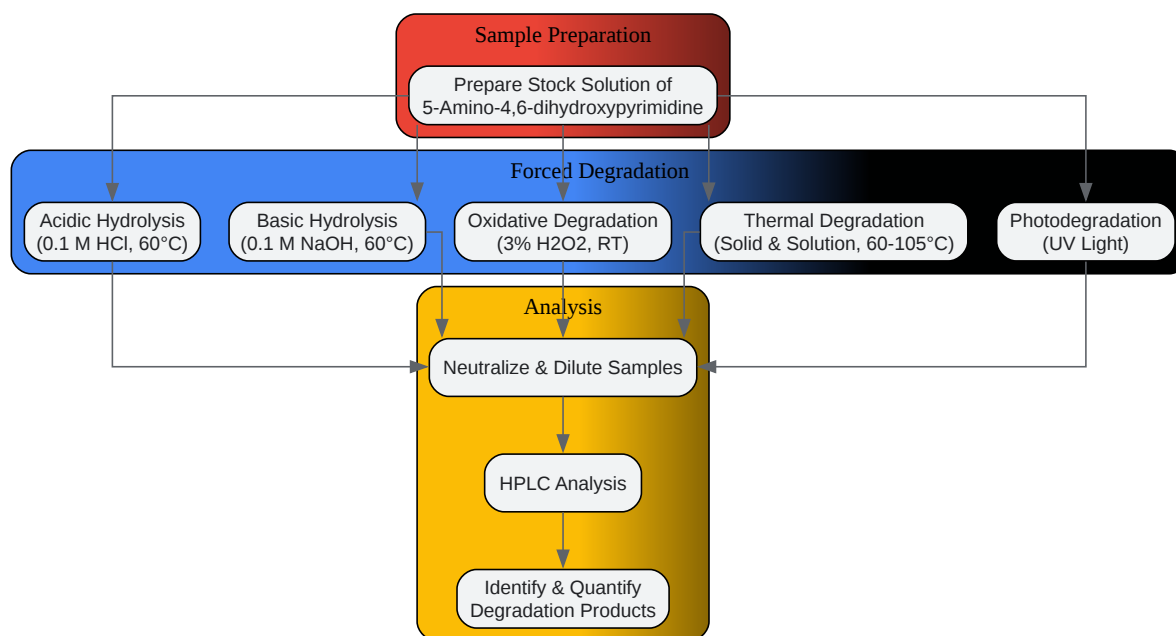 Sample Preparation
Prepare Stock Solution of
5-Amino-4,6-dihydroxypyrimidine
Forced Degradation
Acidic Hydrolysis
(0.1 M HCl, 60°C)
Basic Hydrolysis
(0.1 M NaOH, 60°C)
Oxidative Degradation
(3% H2O2, RT)
Thermal Degradation
(Solid & Solution, 60-105°C)
Photodegradation
(UV Light)
Analysis
Neutralize & Dilute Samples
HPLC Analysis
Identify & Quantify
Degradation Products